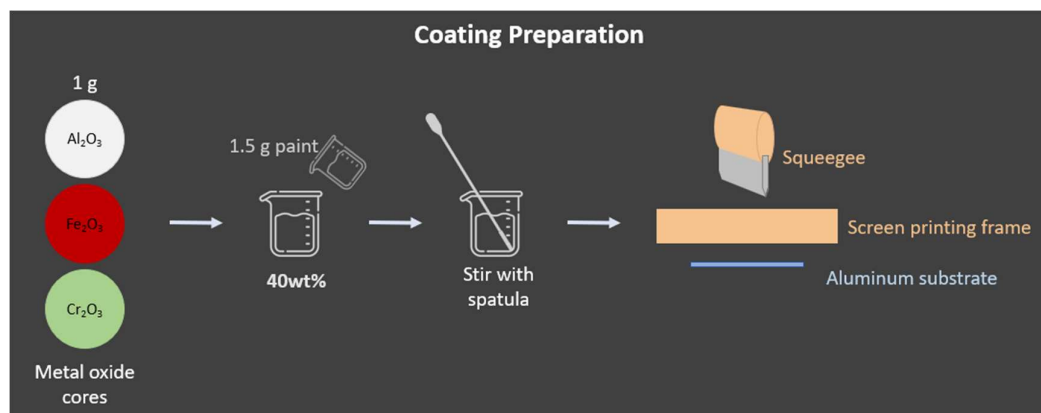 Coating Preparation
1 g
Al₂O₃
Fe₂O₃
Cr₂O₃
Metal oxide
cores
1.5 g paint
40wt%
Stir with
spatula
Squeegee
Screen printing frame
Aluminum substrate